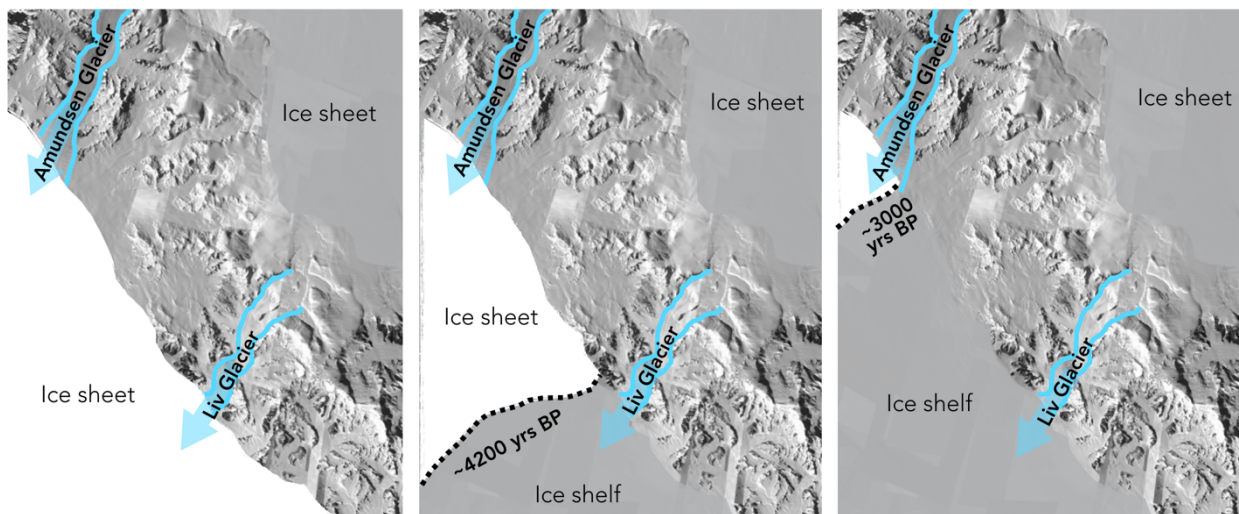 Amundsen Glacier
Ice sheet
Liv Glacier
Ice sheet
Amundsen Glacier
Ice sheet
Ice sheet
Liv Glacier
~4200 yrs BP
Ice shelf
Amundsen Glacier
Ice sheet
~3000
yrs BP
Ice shelf
Liv Glacier